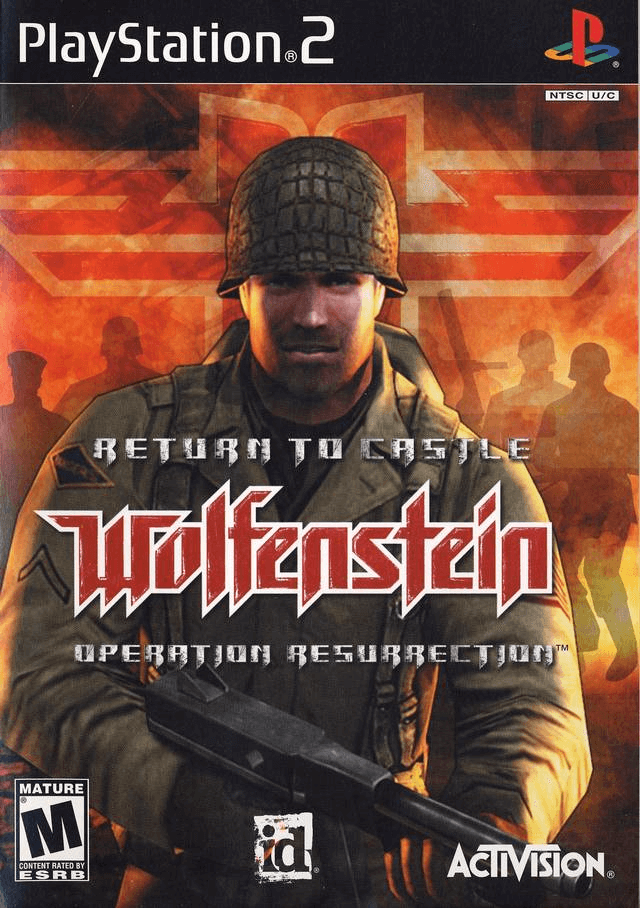 PlayStation®2
NTSC U/C
RETURN TO CASTLE
Wolfenstein
OPERATION RESURRECTION™
MATURE
M
®
CONTENT RATED BY
ESRB
id®
ACTIVISION®